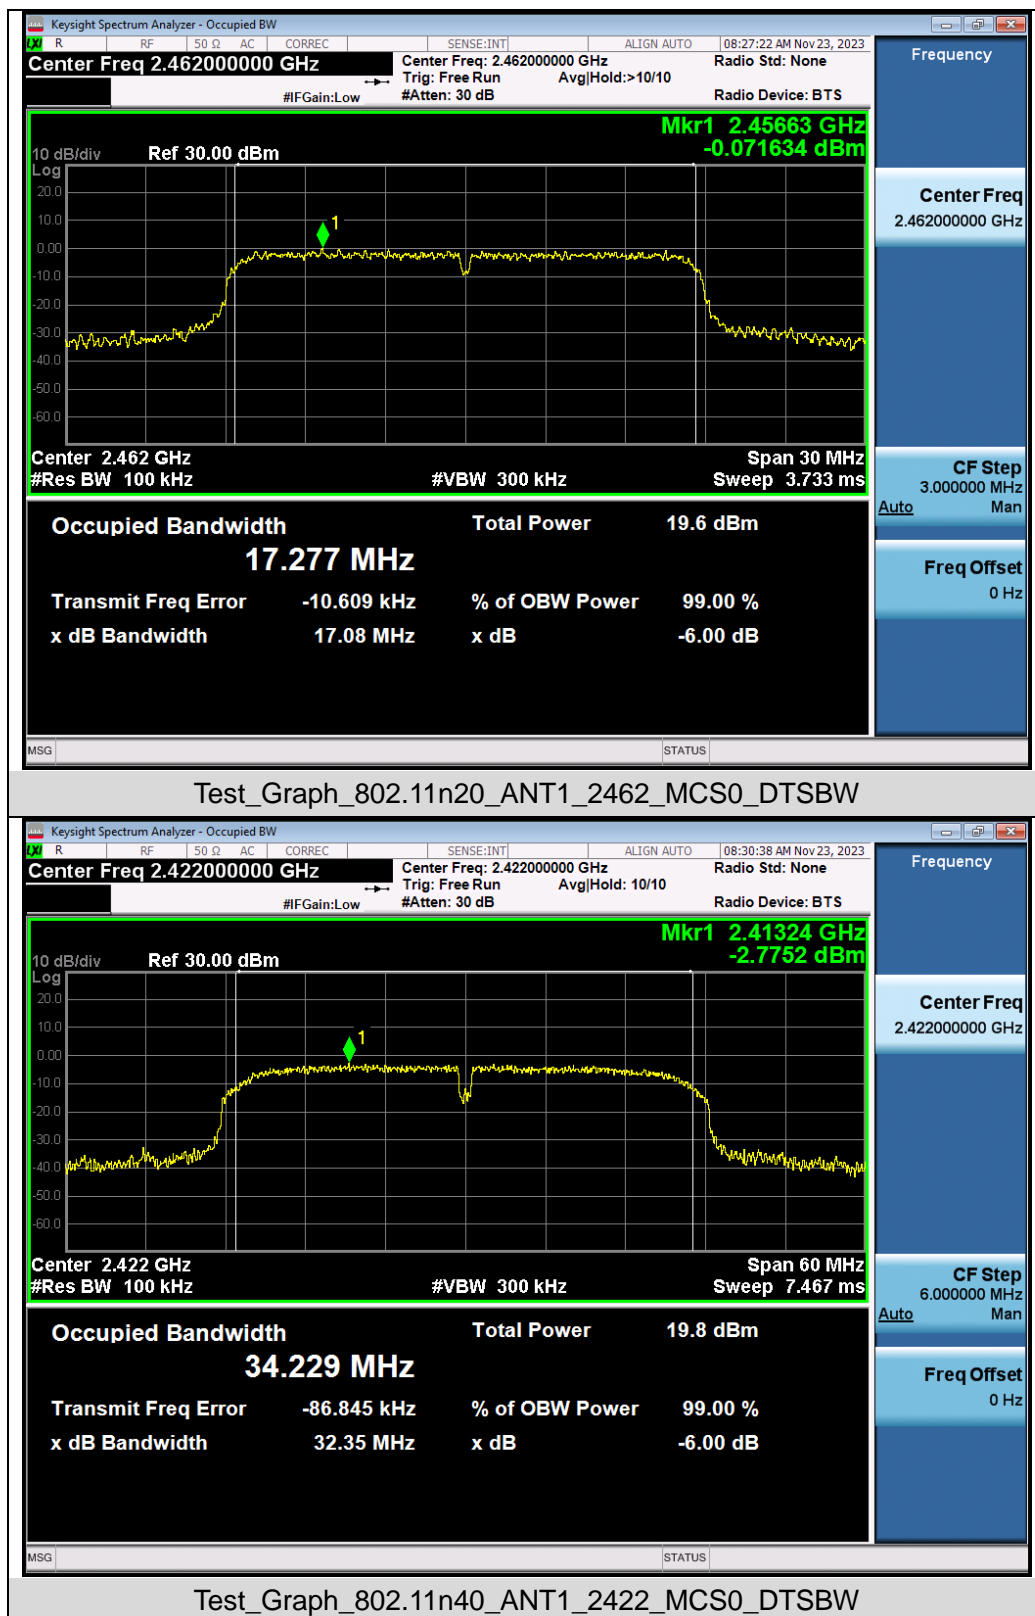 Keysight Spectrum Analyzer - Occupied BW
LXI R RF 50 Ω AC CORREC SENSE:INT ALIGN AUTO 08:27:22 AM Nov 23, 2023
Center Freq 2.462000000 GHz
Center Freq: 2.462000000 GHz
Radio Std: None
Trig: Free Run Avg|Hold:>10/10
#IFGain:Low
#Atten: 30 dB
Radio Device: BTS
Frequency
Mkr1 2.45663 GHz
-0.071634 dBm
10 dB/div Ref 30.00 dBm
Log
20.0
10.0
0.00
-10.0
-20.0
-30.0
-40.0
-50.0
-60.0
1
Center 2.462 GHz Span 30 MHz
#Res BW 100 kHz #VBW 300 kHz Sweep 3.733 ms
Center Freq
2.462000000 GHz
CF Step
3.000000 MHz
Auto Man
Freq Offset
0 Hz
Occupied Bandwidth Total Power 19.6 dBm
17.277 MHz
Transmit Freq Error -10.609 kHz % of OBW Power 99.00 %
x dB Bandwidth 17.08 MHz x dB -6.00 dB
MSG STATUS
Test_Graph_802.11n20_ANT1_2462_MCS0_DTSBW
Keysight Spectrum Analyzer - Occupied BW
LXI R RF 50 Ω AC CORREC SENSE:INT ALIGN AUTO 08:30:38 AM Nov 23, 2023
Center Freq 2.422000000 GHz
Center Freq: 2.422000000 GHz
Radio Std: None
Trig: Free Run Avg|Hold: 10/10
#IFGain:Low
#Atten: 30 dB
Radio Device: BTS
Frequency
Mkr1 2.41324 GHz
-2.7752 dBm
10 dB/div Ref 30.00 dBm
Log
20.0
10.0
0.00
-10.0
-20.0
-30.0
-40.0
-50.0
-60.0
1
Center 2.422 GHz Span 60 MHz
#Res BW 100 kHz #VBW 300 kHz Sweep 7.467 ms
Center Freq
2.422000000 GHz
CF Step
6.000000 MHz
Auto Man
Freq Offset
0 Hz
Occupied Bandwidth Total Power 19.8 dBm
34.229 MHz
Transmit Freq Error -86.845 kHz % of OBW Power 99.00 %
x dB Bandwidth 32.35 MHz x dB -6.00 dB
MSG STATUS
Test_Graph_802.11n40_ANT1_2422_MCS0_DTSBW